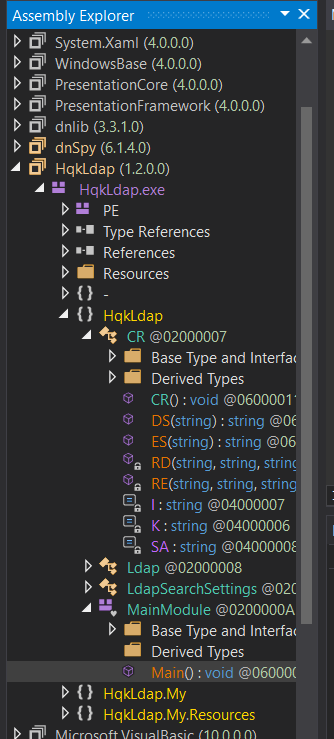 Assembly Explorer
System.Xaml (4.0.0.0)
WindowsBase (4.0.0.0)
PresentationCore (4.0.0.0)
PresentationFramework (4.0.0.0)
dnlib (3.3.1.0)
dnSpy (6.1.4.0)
HqkLdap (1.2.0.0)
HqkLdap.exe
PE
Type References
References
Resources
{ } -
{ } HqkLdap
CR @02000007
Base Type and Interfac
Derived Types
CR() : void @0600001
DS(string) : string @06
ES(string) : string @06
RD(string, string, string
RE(string, string, string
I : string @04000007
K : string @04000006
SA : string @04000008
Ldap @02000008
LdapSearchSettings @020
MainModule @0200000A
Base Type and Interfac
Derived Types
Main() : void @060000
{ } HqkLdap.My
{ } HqkLdap.My.Resources
Microsoft.VisualBasic (10.0.0.0)